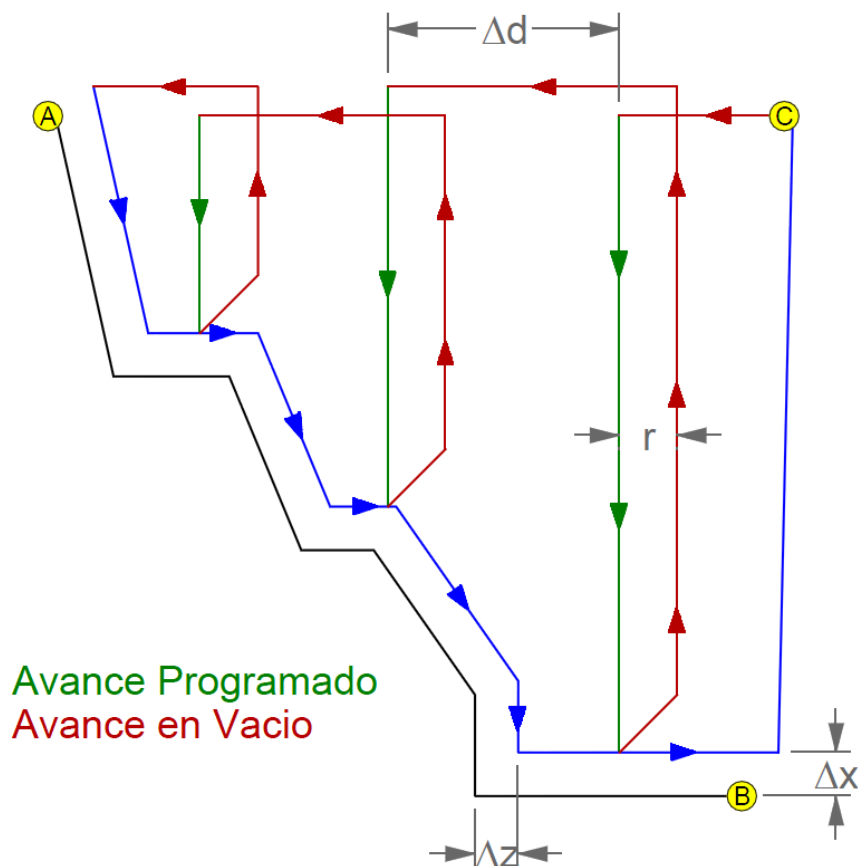 Δd
A
C
r
Avance Programado
Avance en Vacio
Δx
B
Δz